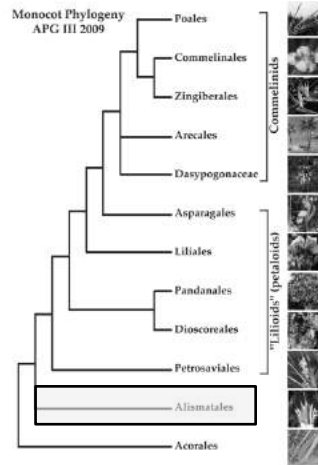 Monocot Phylogeny
APG III 2009
Poales
Commelinales
Zingiberales
Arecales
Dasypogonaceae
Commelinids
Asparagales
Liliales
Pandanales
Dioscoreales
Petrosaviales
"Lilioids" (petaloids)
Alismatales
Acorales